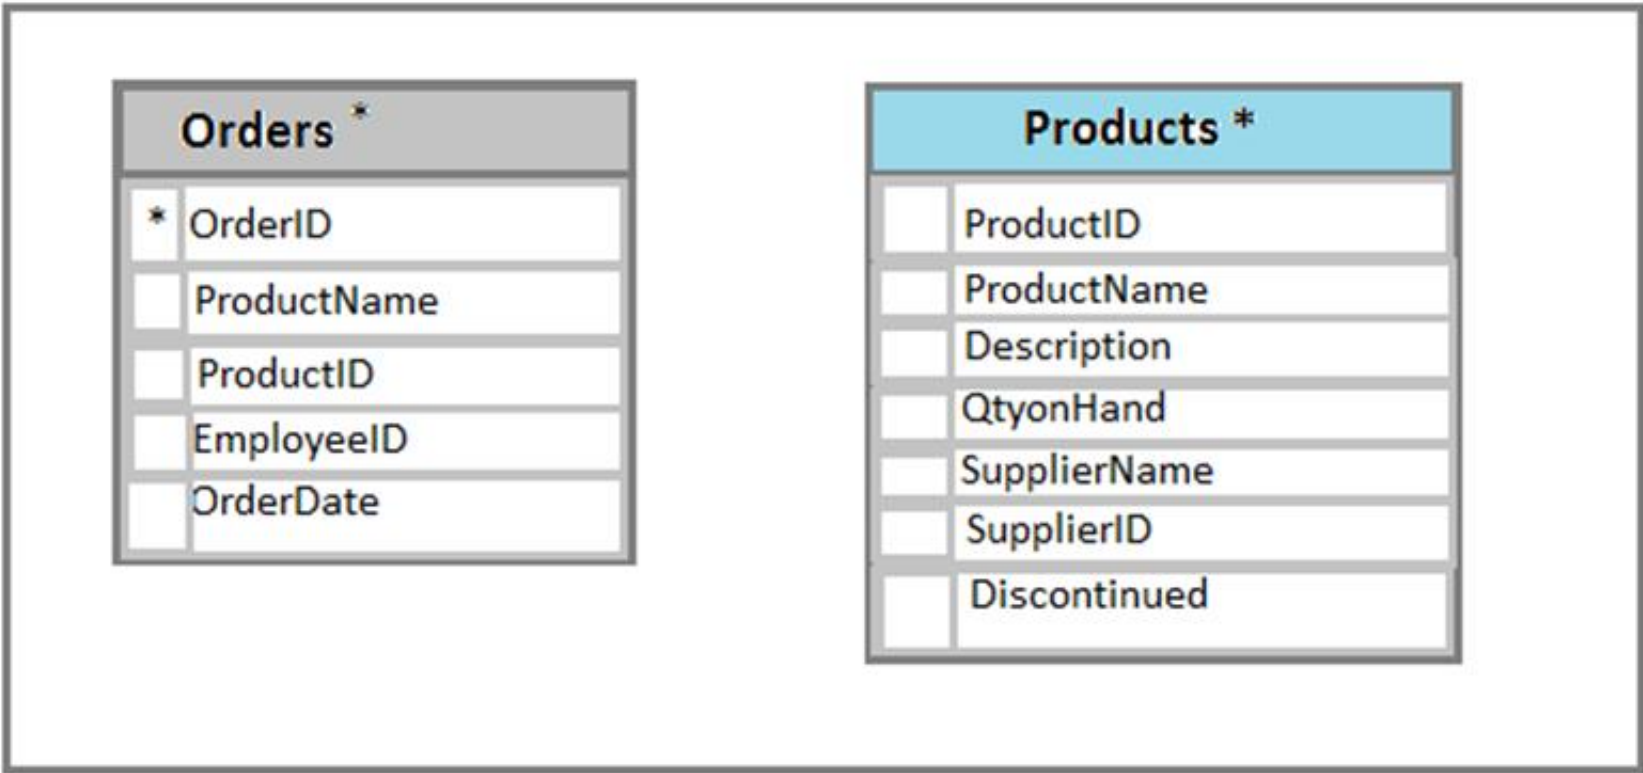 Orders *
* OrderID
ProductName
ProductID
EmployeeID
OrderDate
Products *
ProductID
ProductName
Description
QtyonHand
SupplierName
SupplierID
Discontinued